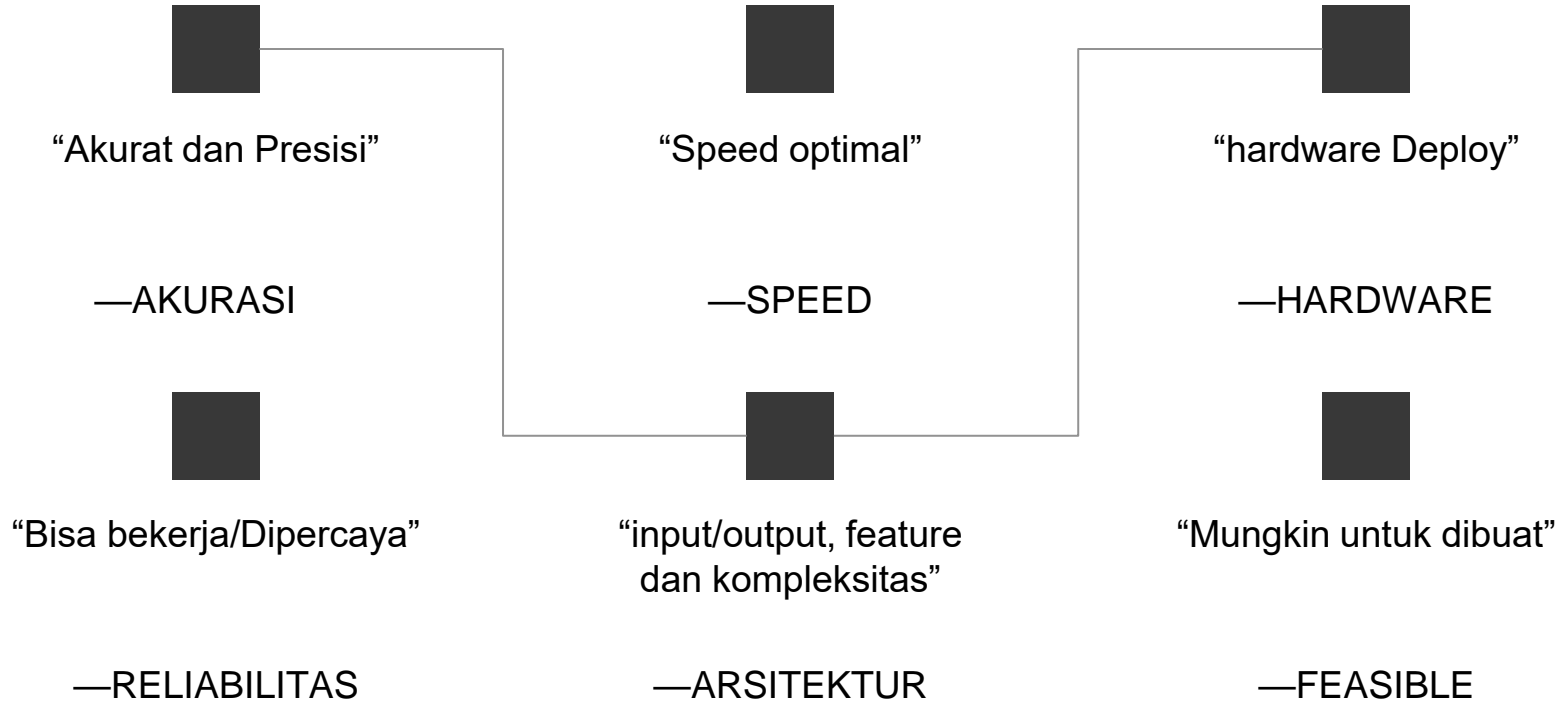 “Akurat dan Presisi”
“Speed optimal”
“hardware Deploy”
—AKURASI
—SPEED
—HARDWARE
“Bisa bekerja/Dipercaya”
“input/output, feature
dan kompleksitas”
“Mungkin untuk dibuat”
—RELIABILITAS
—ARSITEKTUR
—FEASIBLE